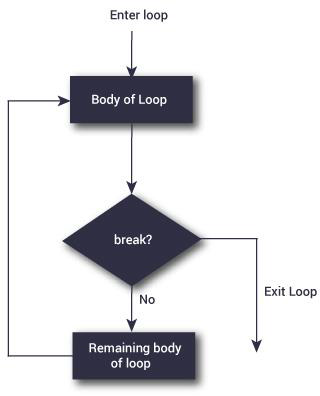 Enter loop
Body of Loop
break?
No
Exit Loop
Remaining body
of loop